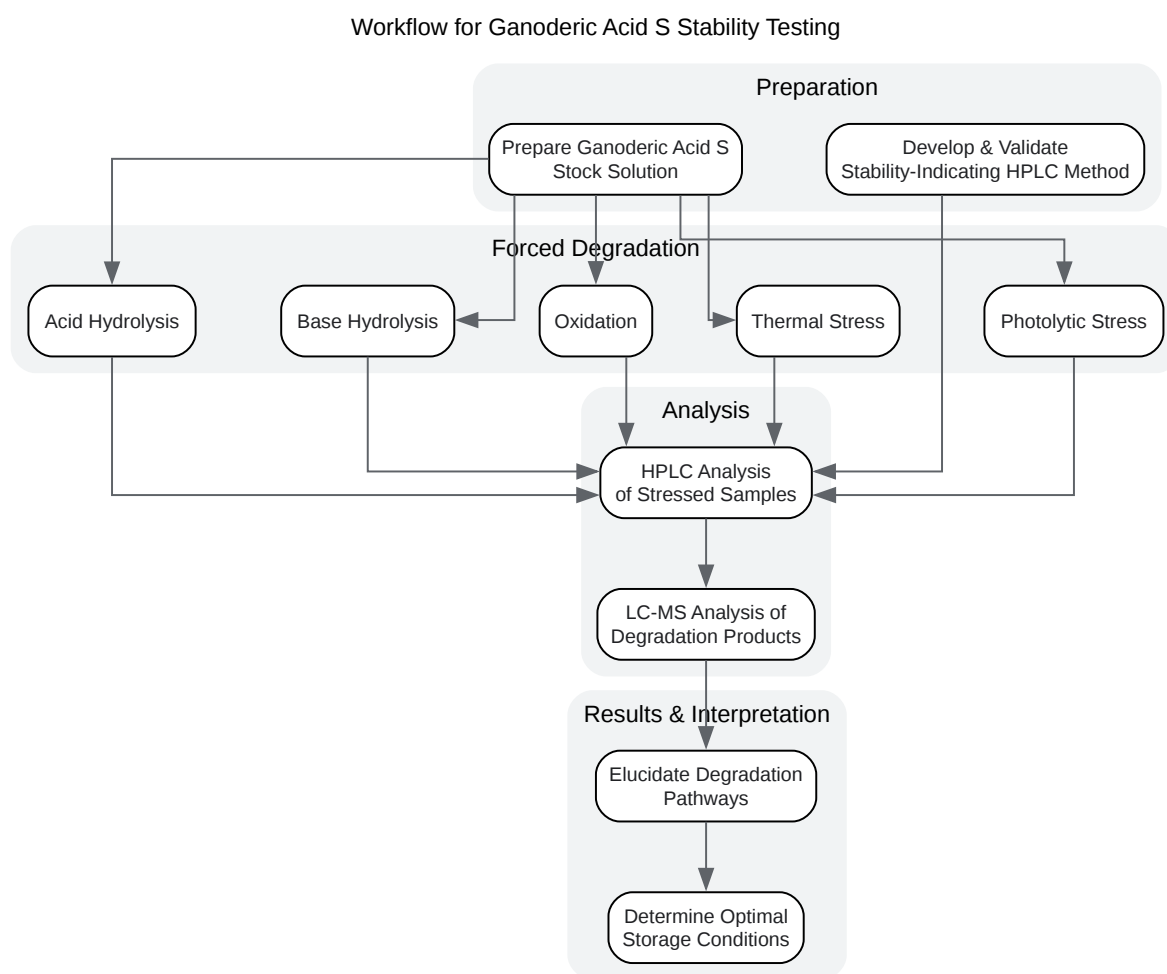 Workflow for Ganoderic Acid S Stability Testing
Preparation
Prepare Ganoderic Acid S
Stock Solution
Develop & Validate
Stability-Indicating HPLC Method
Forced Degradation
Acid Hydrolysis
Base Hydrolysis
Oxidation
Thermal Stress
Photolytic Stress
Analysis
HPLC Analysis
of Stressed Samples
LC-MS Analysis of
Degradation Products
Results & Interpretation
Elucidate Degradation
Pathways
Determine Optimal
Storage Conditions